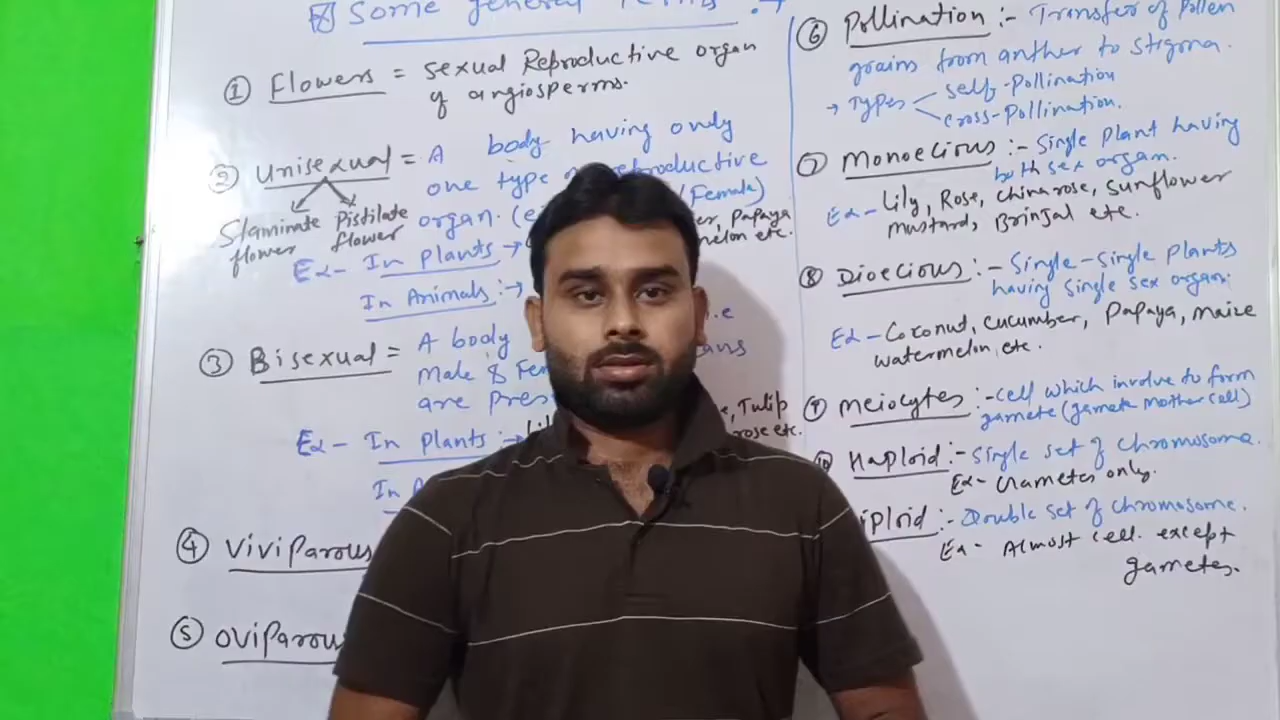 Some general Terms :-
① Flowers = sexual Reproductive organ
of angiosperms.
② Unisexual = A body having only
one type reproductive
organ. (Female)
Staminate Pistilate
flower flower
Papaya
Ex- In Plants →
melon etc.
In Animals :→
③ Bisexual = A body
Male &
are
Tulip
Ex- In Plants :→
rose etc.
In
④ Viviparous
⑤ Oviparous
⑥ Pollination :- Transfer of Pollen
grains from anther to stigma.
→ Types self-Pollination
cross-Pollination.
⑦ Monoecious :- Single Plant having
both sex organ.
Ex- Lily, Rose, china rose, sunflower
mustard, Brinjal etc.
⑧ Dioecious :- Single-Single Plants
having single sex organ.
Ex- Coconut, cucumber, Papaya, maize
watermelon, etc.
⑨ Meiocytes :- cell which involve to form
gamete (gamete mother cell)
⑩ Haploid :- Single set of chromosome.
Ex- Gametes only.
iploid :- Double set of chromosome.
Ex- Almost cell. except
gametes.